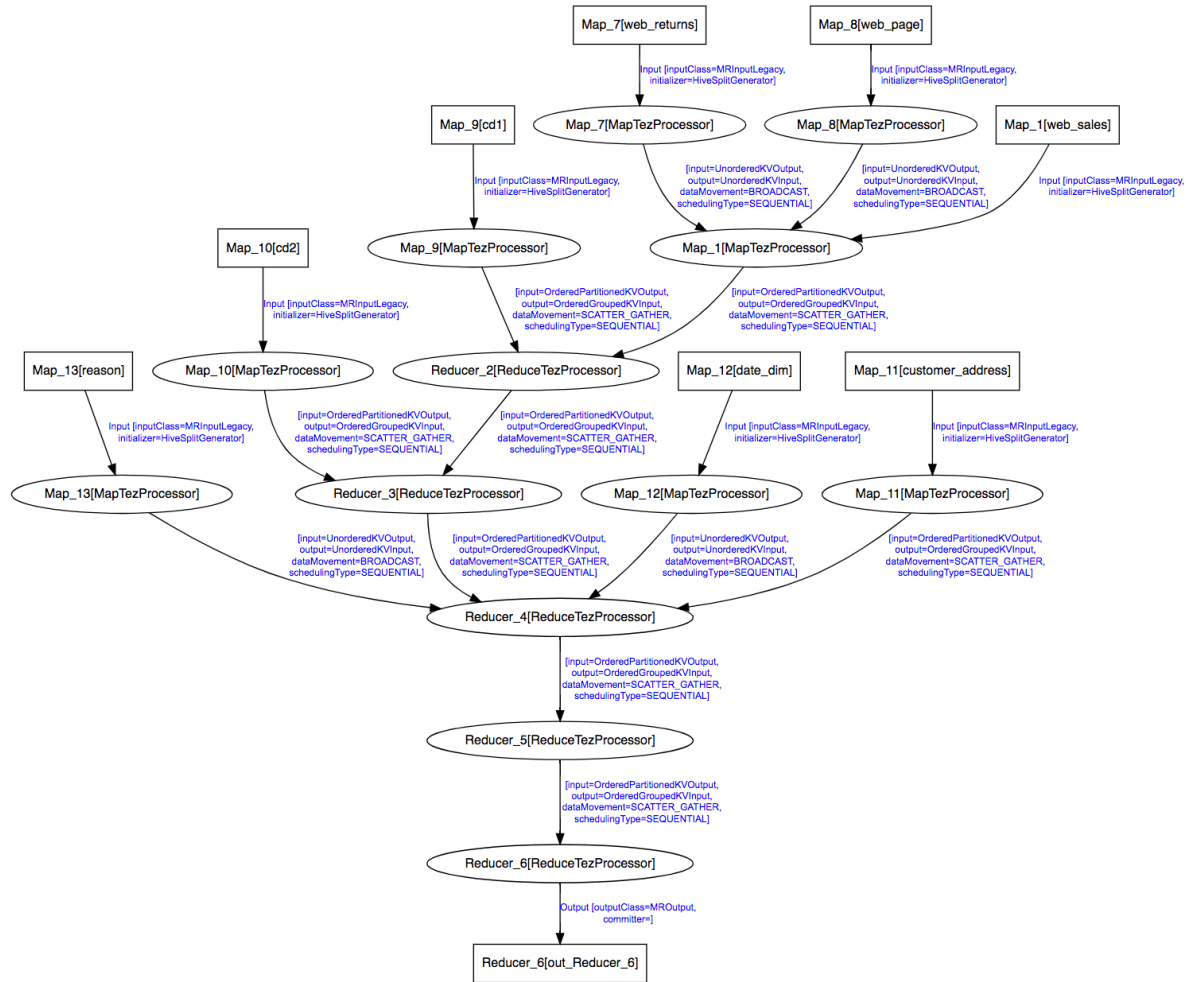 Map_7[web_returns]
Map_8[web_page]
Input [inputClass=MRInputLegacy,
initializer=HiveSplitGenerator]
Input [inputClass=MRInputLegacy,
initializer=HiveSplitGenerator]
Map_9[cd1]
Map_7[MapTezProcessor]
Map_8[MapTezProcessor]
Map_1[web_sales]
Input [inputClass=MRInputLegacy,
initializer=HiveSplitGenerator]
[input=UnorderedKVOutput,
output=UnorderedKVInput,
dataMovement=BROADCAST,
schedulingType=SEQUENTIAL]
[input=UnorderedKVOutput,
output=UnorderedKVInput,
dataMovement=BROADCAST,
schedulingType=SEQUENTIAL]
Input [inputClass=MRInputLegacy,
initializer=HiveSplitGenerator]
Map_10[cd2]
Map_9[MapTezProcessor]
Map_1[MapTezProcessor]
Input [inputClass=MRInputLegacy,
initializer=HiveSplitGenerator]
[input=OrderedPartitionedKVOutput,
output=OrderedGroupedKVInput,
dataMovement=SCATTER_GATHER,
schedulingType=SEQUENTIAL]
[input=OrderedPartitionedKVOutput,
output=OrderedGroupedKVInput,
dataMovement=SCATTER_GATHER,
schedulingType=SEQUENTIAL]
Map_13[reason]
Map_10[MapTezProcessor]
Reducer_2[ReduceTezProcessor]
Map_12[date_dim]
Map_11[customer_address]
Input [inputClass=MRInputLegacy,
initializer=HiveSplitGenerator]
[input=OrderedPartitionedKVOutput,
output=OrderedGroupedKVInput,
dataMovement=SCATTER_GATHER,
schedulingType=SEQUENTIAL]
[input=OrderedPartitionedKVOutput,
output=OrderedGroupedKVInput,
dataMovement=SCATTER_GATHER,
schedulingType=SEQUENTIAL]
Input [inputClass=MRInputLegacy,
initializer=HiveSplitGenerator]
Input [inputClass=MRInputLegacy,
initializer=HiveSplitGenerator]
Map_13[MapTezProcessor]
Reducer_3[ReduceTezProcessor]
Map_12[MapTezProcessor]
Map_11[MapTezProcessor]
[input=UnorderedKVOutput,
output=UnorderedKVInput,
dataMovement=BROADCAST,
schedulingType=SEQUENTIAL]
[input=OrderedPartitionedKVOutput,
output=OrderedGroupedKVInput,
dataMovement=SCATTER_GATHER,
schedulingType=SEQUENTIAL]
[input=UnorderedKVOutput,
output=UnorderedKVInput,
dataMovement=BROADCAST,
schedulingType=SEQUENTIAL]
[input=OrderedPartitionedKVOutput,
output=OrderedGroupedKVInput,
dataMovement=SCATTER_GATHER,
schedulingType=SEQUENTIAL]
Reducer_4[ReduceTezProcessor]
[input=OrderedPartitionedKVOutput,
output=OrderedGroupedKVInput,
dataMovement=SCATTER_GATHER,
schedulingType=SEQUENTIAL]
Reducer_5[ReduceTezProcessor]
[input=OrderedPartitionedKVOutput,
output=OrderedGroupedKVInput,
dataMovement=SCATTER_GATHER,
schedulingType=SEQUENTIAL]
Reducer_6[ReduceTezProcessor]
Output [outputClass=MROutput,
committer=]
Reducer_6[out_Reducer_6]